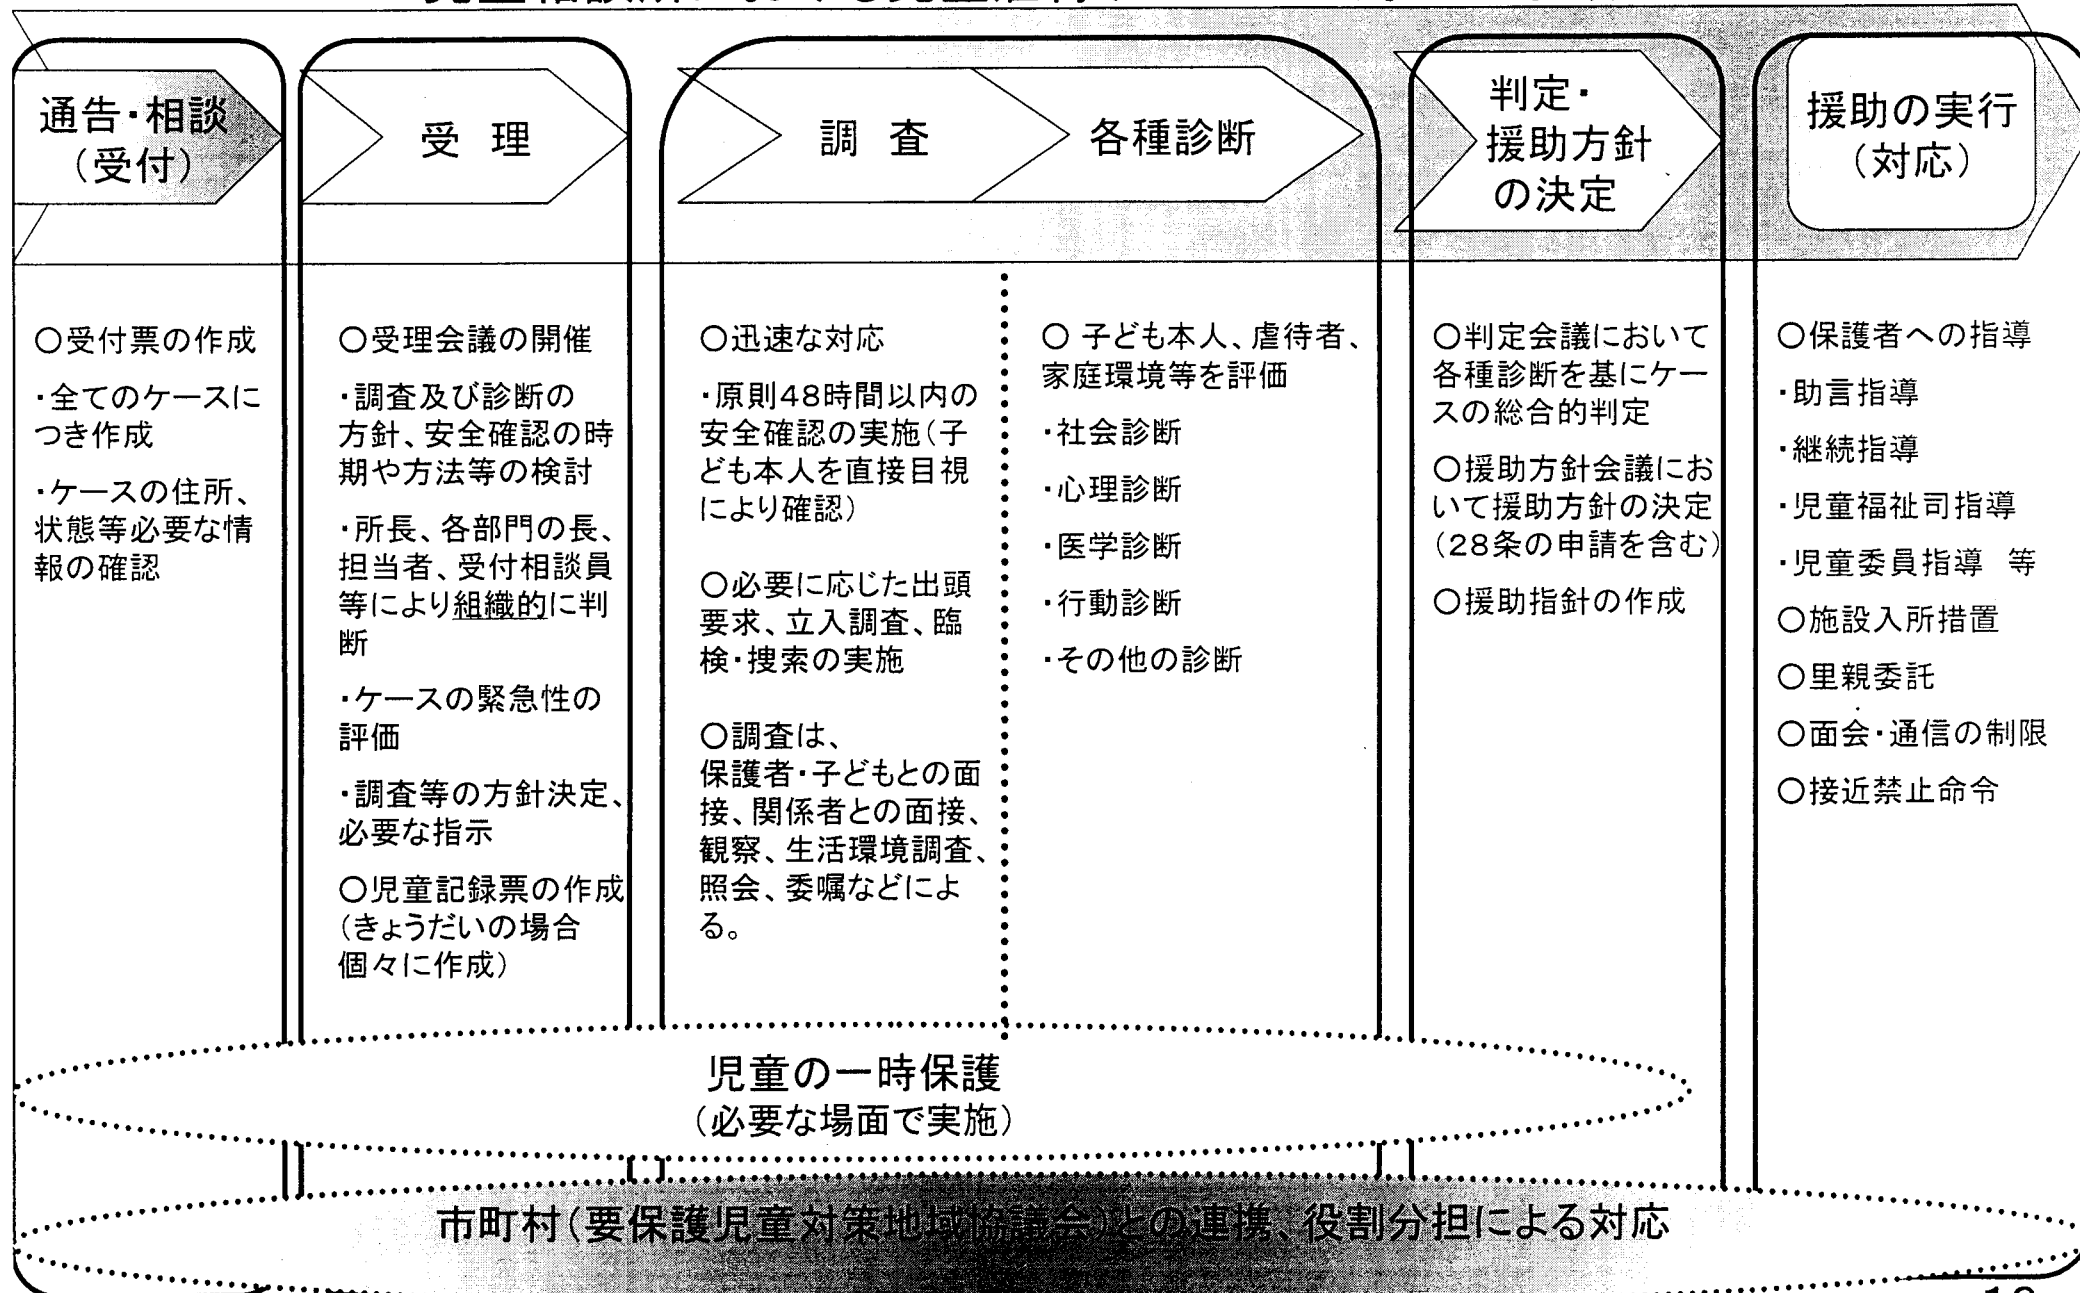 通告・相談
(受付)
受 理
調 査
各種診断
判定・
援助方針
の決定
援助の実行
(対応)
○受付票の作成
・全てのケースに
つき作成
・ケースの住所、
状態等必要な情
報の確認
○受理会議の開催
・調査及び診断の
方針、安全確認の時
期や方法等の検討
・所長、各部門の長、
担当者、受付相談員
等により組織的に判
断
・ケースの緊急性の
評価
・調査等の方針決定、
必要な指示
○児童記録票の作成
(きょうだいの場合
個々に作成)
○迅速な対応
・原則48時間以内の
安全確認の実施(子
ども本人を直接目視
により確認)
○必要に応じた出頭
要求、立入調査、臨
検・捜索の実施
○調査は、
保護者・子どもとの面
接、関係者との面接、
観察、生活環境調査、
照会、委嘱などによ
る。
○ 子ども本人、虐待者、
家庭環境等を評価
・社会診断
・心理診断
・医学診断
・行動診断
・その他の診断
○判定会議において
各種診断を基にケー
スの総合的判定
○援助方針会議にお
いて援助方針の決定
(28条の申請を含む)
○援助指針の作成
○保護者への指導
・助言指導
・継続指導
・児童福祉司指導
・児童委員指導 等
○施設入所措置
○里親委託
○面会・通信の制限
○接近禁止命令
児童の一時保護
(必要な場面で実施)
市町村(要保護児童対策地域協議会)との連携、役割分担による対応